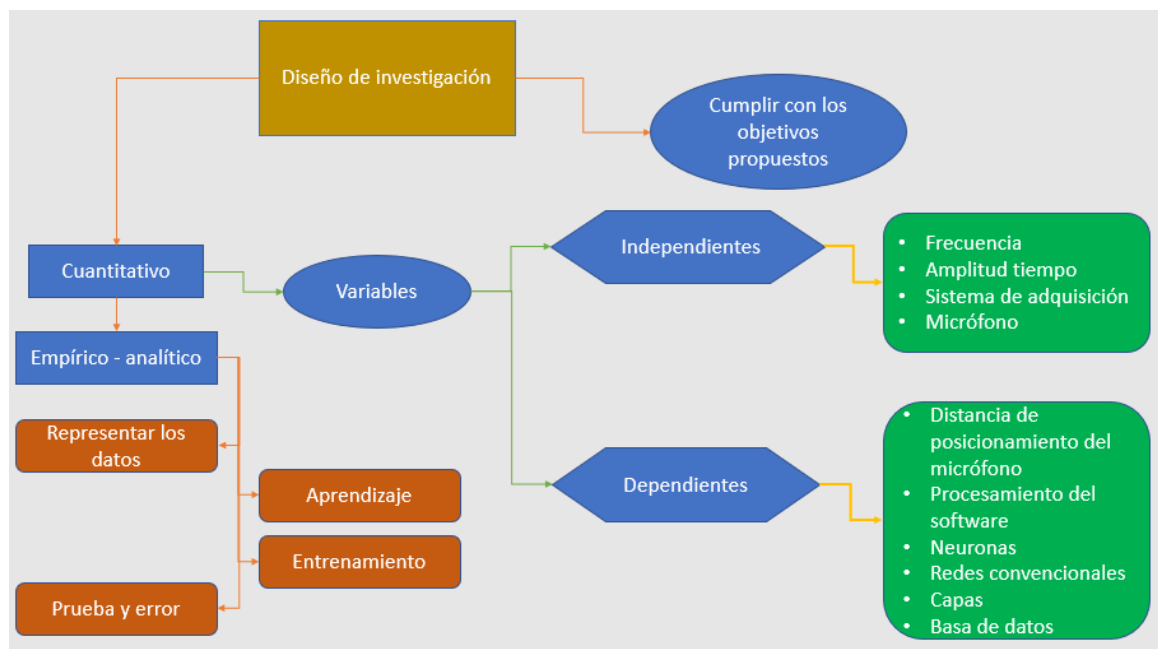 Diseño de investigación
Cumplir con los
objetivos
propuestos
Cuantitativo
Variables
Independientes
• Frecuencia
• Amplitud tiempo
• Sistema de adquisición
• Micrófono
Empírico - analítico
Representar los
datos
Aprendizaje
Entrenamiento
Prueba y error
Dependientes
• Distancia de
posicionamiento del
micrófono
• Procesamiento del
software
• Neuronas
• Redes convencionales
• Capas
• Basa de datos